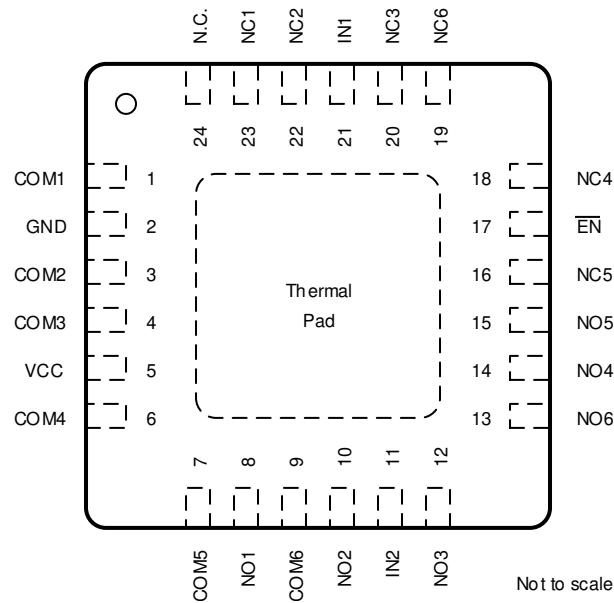 N.C. NC1 NC2 IN1 NC3 NC6
24 23 22 21 20 19
COM1 1 18 NC4
GND 2 17 EN
COM2 3 16 NC5
COM3 4 15 NO5
VCC 5 14 NO4
COM4 6 13 NO6
Thermal
Pad
7 8 9 10 11 12
COM5 NO1 COM6 NO2 IN2 NO3
Not to scale